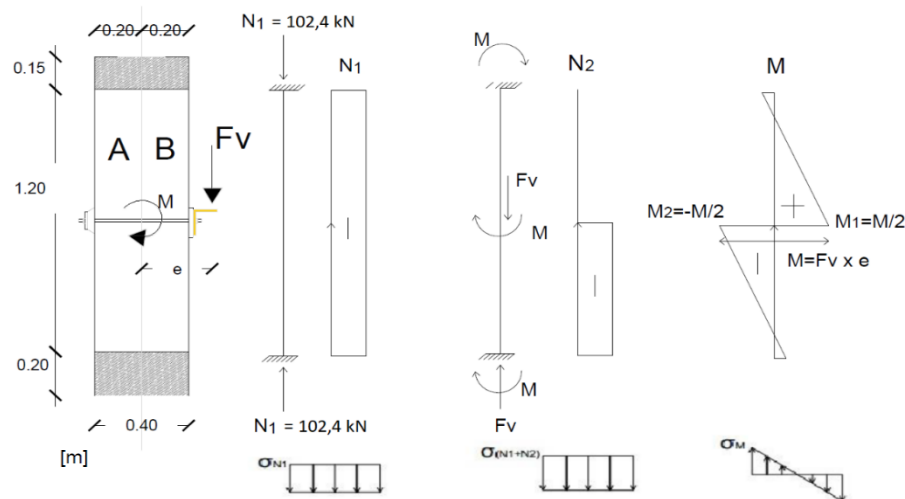 0.20 0.20
0.15
1.20
0.20
A B
Fv
M
e
0.40
[m]
N1 = 102,4 kN
N1
N1 = 102,4 kN
σN1
M
N2
Fv
M
M
Fv
σ(N1+N2)
M
M2=-M/2
M1=M/2
M=Fv x e
σM